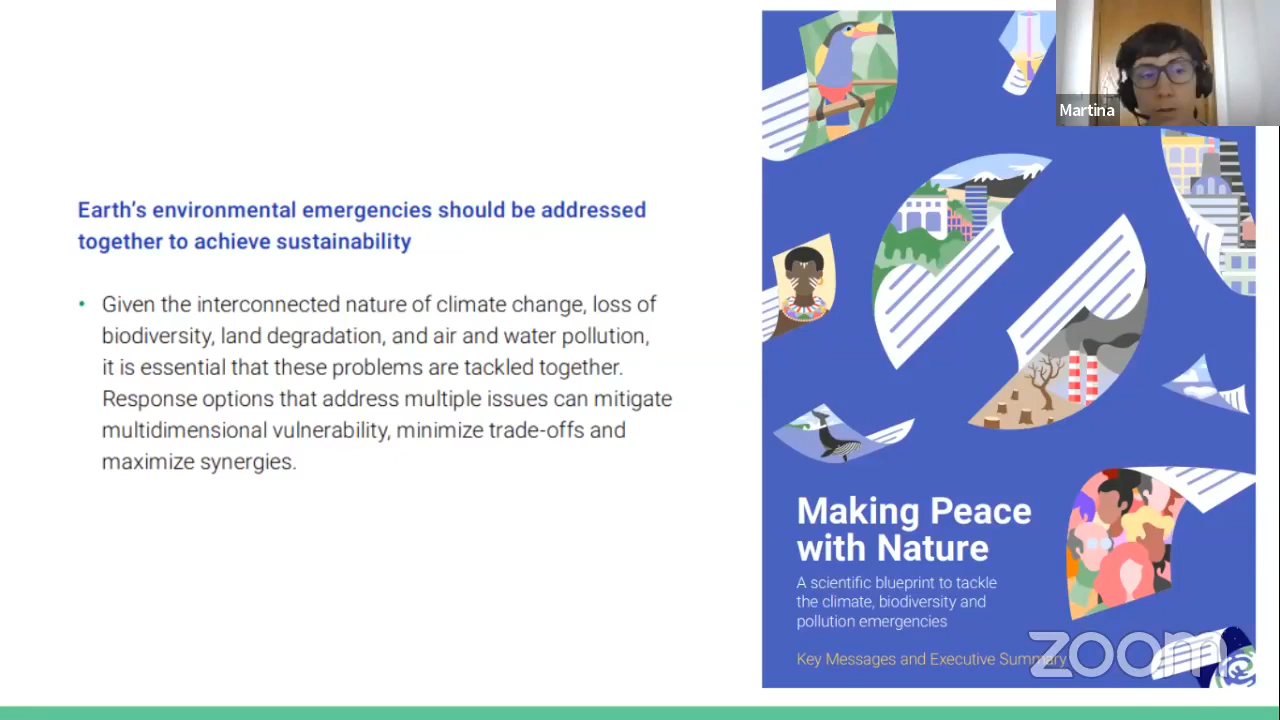 Earth's environmental emergencies should be addressed
together to achieve sustainability
• Given the interconnected nature of climate change, loss of
biodiversity, land degradation, and air and water pollution,
it is essential that these problems are tackled together.
Response options that address multiple issues can mitigate
multidimensional vulnerability, minimize trade-offs and
maximize synergies.
Martina
Making Peace
with Nature
A scientific blueprint to tackle
the climate, biodiversity and
pollution emergencies
Key Messages and Executive Summary
zoom